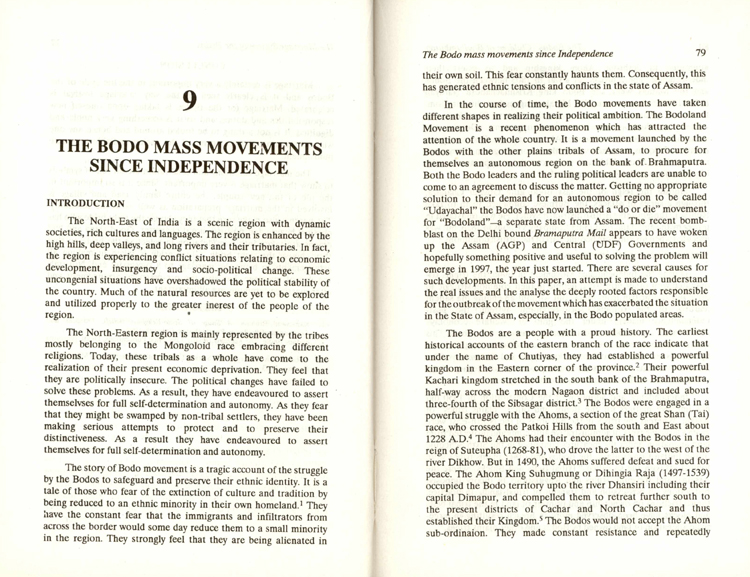 9
THE BODO MASS MOVEMENTS
SINCE INDEPENDENCE
INTRODUCTION
The North-East of India is a scenic region with dynamic
societies, rich cultures and languages. The region is enhanced by the
high hills, deep valleys, and long rivers and their tributaries. In fact,
the region is experiencing conflict situations relating to economic
development, insurgency and socio-political change. These
uncongenial situations have overshadowed the political stability of
the country. Much of the natural resources are yet to be explored
and utilized properly to the greater inerest of the people of the
region.
The North-Eastern region is mainly represented by the tribes
mostly belonging to the Mongoloid race embracing different
religions. Today, these tribals as a whole have come to the
realization of their present economic deprivation. They feel that
they are politically insecure. The political changes have failed to
solve these problems. As a result, they have endeavoured to assert
themselves for full self-determination and autonomy. As they fear
that they might be swamped by non-tribal settlers, they have been
making serious attempts to protect and to preserve their
distinctiveness. As a result they have endeavoured to assert
themselves for full self-determination and autonomy.
The story of Bodo movement is a tragic account of the struggle
by the Bodos to safeguard and preserve their ethnic identity. It is a
tale of those who fear of the extinction of culture and tradition by
being reduced to an ethnic minority in their own homeland.¹ They
have the constant fear that the immigrants and infiltrators from
across the border would some day reduce them to a small minority
in the region. They strongly feel that they are being alienated in
The Bodo mass movements since Independence 79
their own soil. This fear constantly haunts them. Consequently, this
has generated ethnic tensions and conflicts in the state of Assam.
In the course of time, the Bodo movements have taken
different shapes in realizing their political ambition. The Bodoland
Movement is a recent phenomenon which has attracted the
attention of the whole country. It is a movement launched by the
Bodos with the other plains tribals of Assam, to procure for
themselves an autonomous region on the bank of Brahmaputra.
Both the Bodo leaders and the ruling political leaders are unable to
come to an agreement to discuss the matter. Getting no appropriate
solution to their demand for an autonomous region to be called
"Udayachal" the Bodos have now launched a "do or die" movement
for "Bodoland"—a separate state from Assam. The recent bomb-
blast on the Delhi bound Bramaputra Mail appears to have woken
up the Assam (AGP) and Central (UDF) Governments and
hopefully something positive and useful to solving the problem will
emerge in 1997, the year just started. There are several causes for
such developments. In this paper, an attempt is made to understand
the real issues and the analyse the deeply rooted factors responsible
for the outbreak of the movement which has exacerbated the situation
in the State of Assam, especially, in the Bodo populated areas.
The Bodos are a people with a proud history. The earliest
historical accounts of the eastern branch of the race indicate that
under the name of Chutiyas, they had established a powerful
kingdom in the Eastern corner of the province.² Their powerful
Kachari kingdom stretched in the south bank of the Brahmaputra,
half-way across the modern Nagaon district and included about
three-fourth of the Sibsagar district.³ The Bodos were engaged in a
powerful struggle with the Ahoms, a section of the great Shan (Tai)
race, who crossed the Patkoi Hills from the south and East about
1228 A.D.⁴ The Ahoms had their encounter with the Bodos in the
reign of Suteupha (1268-81), who drove the latter to the west of the
river Dikhow. But in 1490, the Ahoms suffered defeat and sued for
peace. The Ahom King Suhugmung or Dihingia Raja (1497-1539)
occupied the Bodo territory upto the river Dhansiri including their
capital Dimapur, and compelled them to retreat further south to
the present districts of Cachar and North Cachar and thus
established their Kingdom.⁵ The Bodos would not accept the Ahom
sub-ordinaion. They made constant resistance and repeatedly